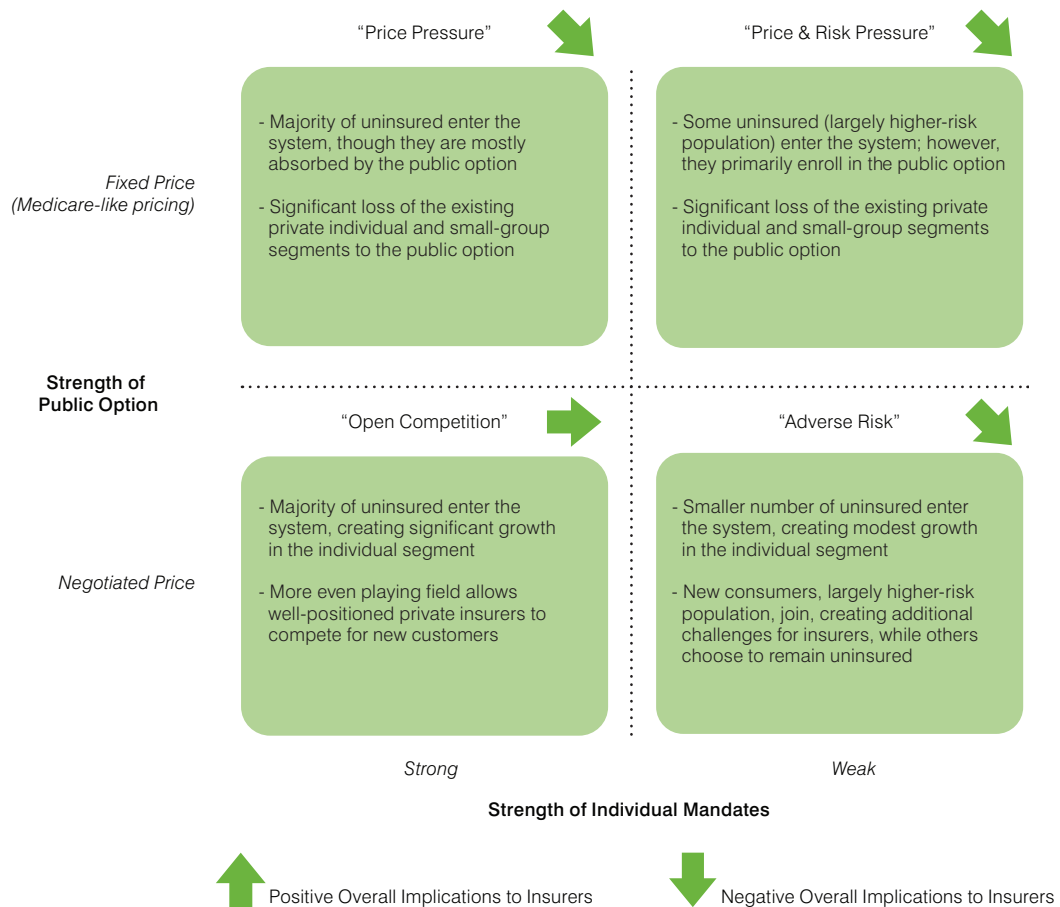 “Price Pressure”
“Price & Risk Pressure”
Fixed Price
(Medicare-like pricing)
- Majority of uninsured enter the
system, though they are mostly
absorbed by the public option
- Significant loss of the existing
private individual and small-group
segments to the public option
- Some uninsured (largely higher-risk
population) enter the system; however,
they primarily enroll in the public option
- Significant loss of the existing
private individual and small-group segments
to the public option
Strength of
Public Option
“Open Competition”
“Adverse Risk”
Negotiated Price
- Majority of uninsured enter the
system, creating significant growth
in the individual segment
- More even playing field allows
well-positioned private insurers to
compete for new customers
- Smaller number of uninsured enter
the system, creating modest growth
in the individual segment
- New consumers, largely higher-risk
population, join, creating additional
challenges for insurers, while others
choose to remain uninsured
Strong
Weak
Strength of Individual Mandates
Positive Overall Implications to Insurers
Negative Overall Implications to Insurers